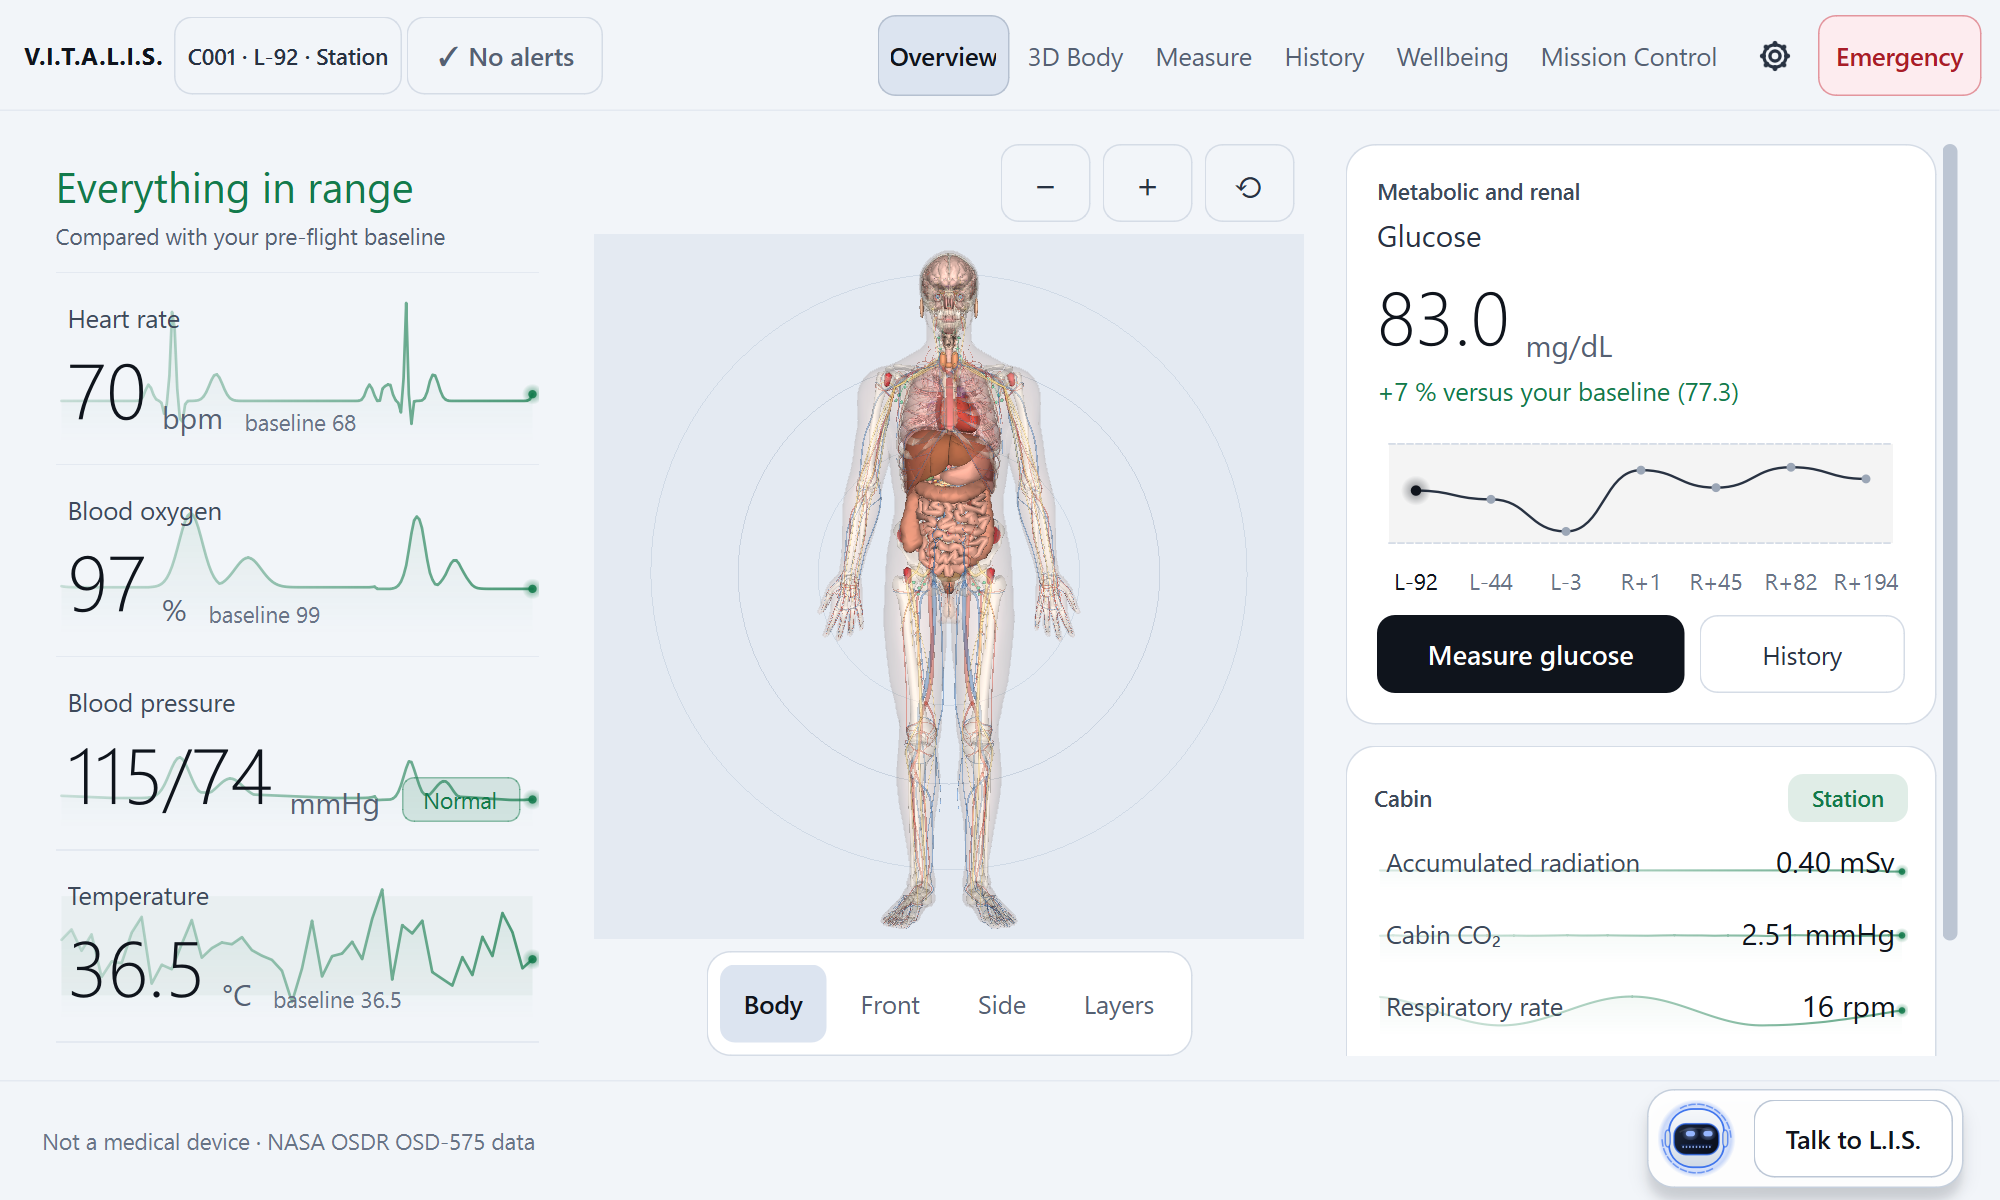 V.I.T.A.L.I.S.
C001 · L-92 · Station
✓ No alerts
Overview
3D Body
Measure
History
Wellbeing
Mission Control
Emergency
Everything in range
Compared with your pre-flight baseline
Heart rate
70 bpm baseline 68
Blood oxygen
97 % baseline 99
Blood pressure
115/74 mmHg Normal
Temperature
36.5 °C baseline 36.5
− + ⟲
Body Front Side Layers
Metabolic and renal
Glucose
83.0 mg/dL
+7 % versus your baseline (77.3)
L-92 L-44 L-3 R+1 R+45 R+82 R+194
Measure glucose
History
Cabin
Station
Accumulated radiation 0.40 mSv
Cabin CO₂ 2.51 mmHg
Respiratory rate 16 rpm
Not a medical device · NASA OSDR OSD-575 data
Talk to L.I.S.